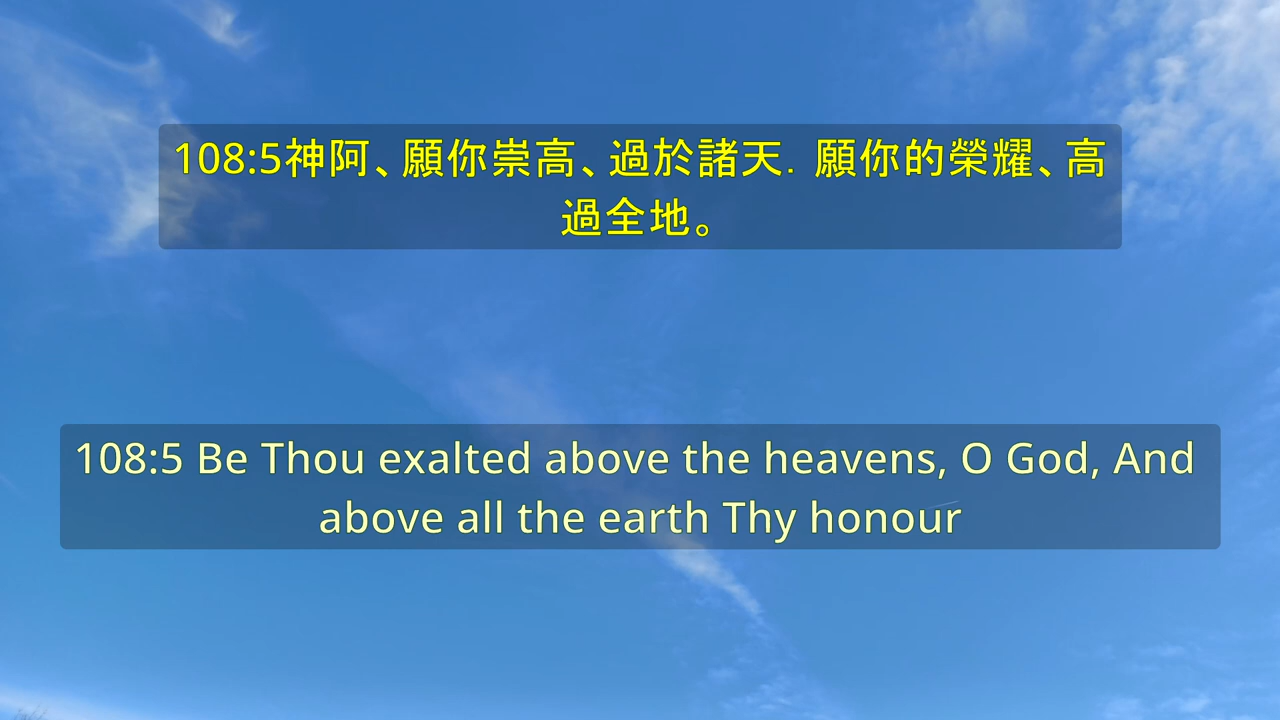 108:5神阿、願你崇高、過於諸天．願你的榮耀、高
過全地。
108:5 Be Thou exalted above the heavens, O God, And
above all the earth Thy honour